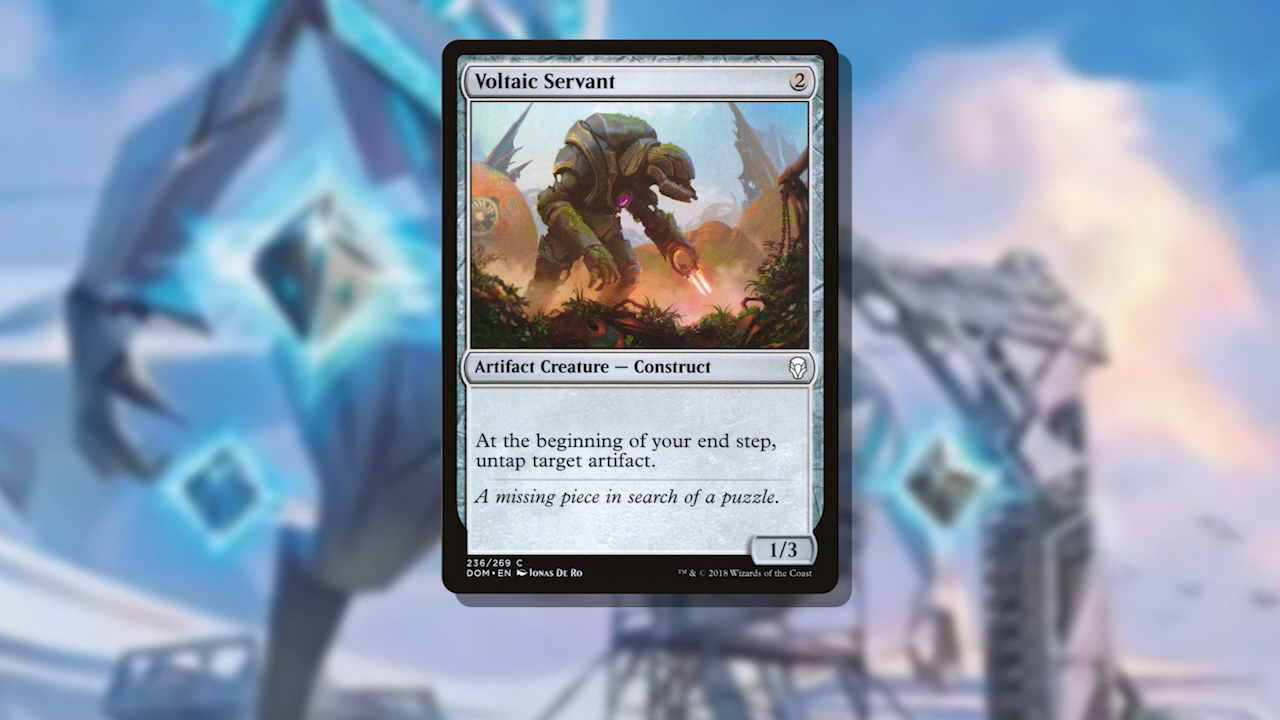 Voltaic Servant
2
Artifact Creature — Construct
At the beginning of your end step,
untap target artifact.
A missing piece in search of a puzzle.
1/3
236/269 C
DOM • EN Jonas De Ro
™ & © 2018 Wizards of the Coast